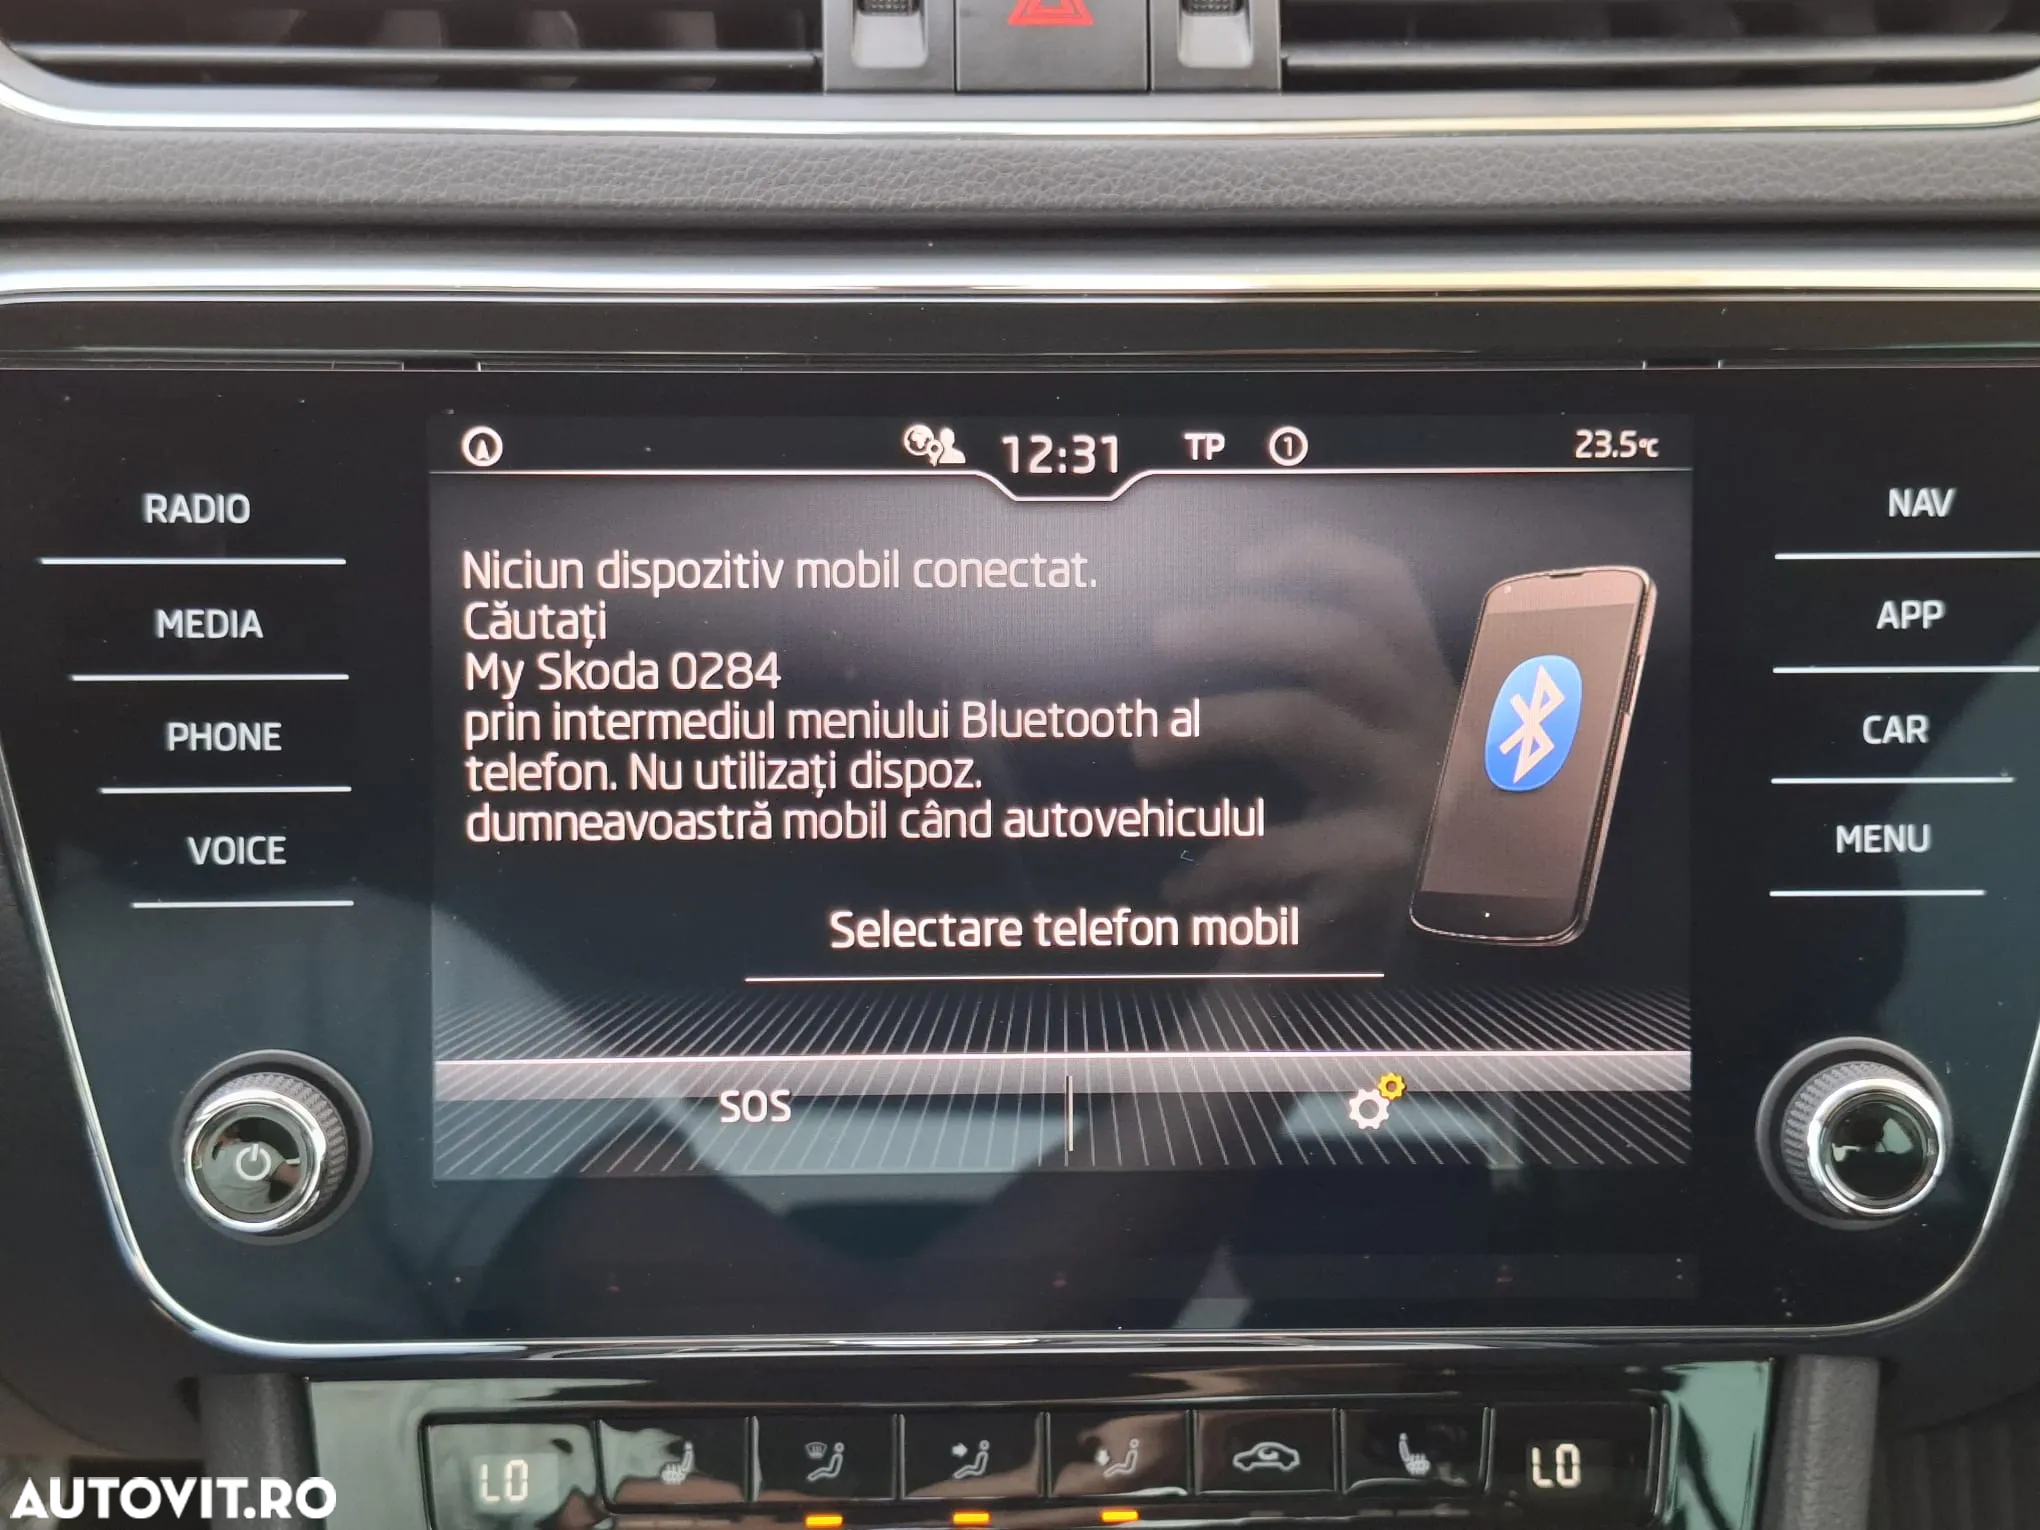 12:31 TP 1 23.5°C
RADIO
MEDIA
PHONE
VOICE
Niciun dispozitiv mobil conectat.
Căutați
My Skoda 0284
prin intermediul meniului Bluetooth al
telefon. Nu utilizați dispoz.
dumneavoastră mobil când autovehiculul
Selectare telefon mobil
SOS
NAV
APP
CAR
MENU
LO
LO
AUTOVIT.RO